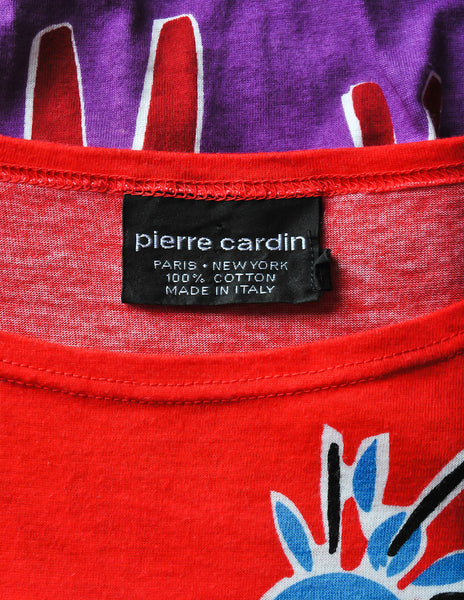 pierre cardin
PARIS • NEW YORK
100% COTTON
MADE IN ITALY